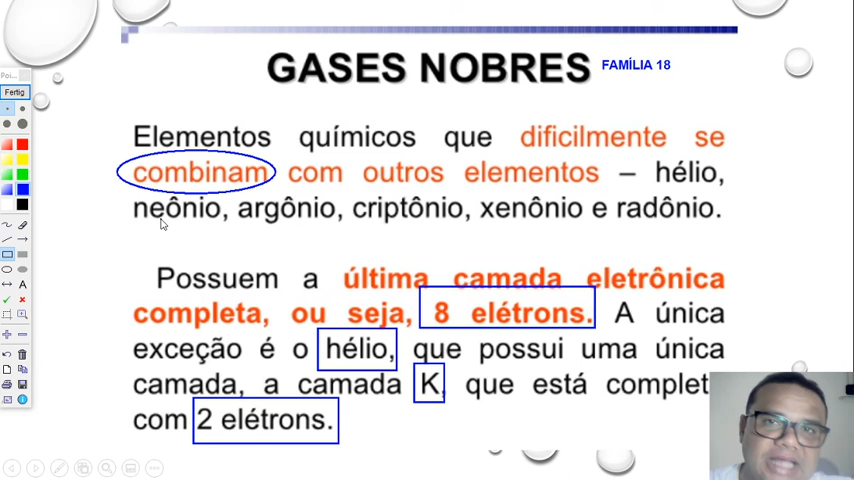 GASES NOBRES FAMÍLIA 18
Poi...
Fertig
Elementos químicos que dificilmente se
combinam com outros elementos – hélio,
neônio, argônio, criptônio, xenônio e radônio.
Possuem a última camada eletrônica
completa, ou seja, 8 elétrons. A única
exceção é o hélio, que possui uma única
camada, a camada K, que está complet
com 2 elétrons.